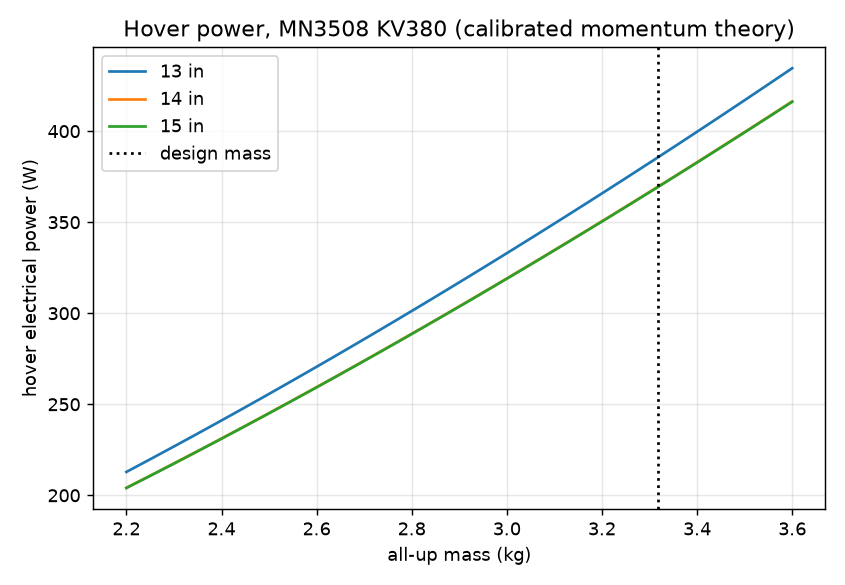 Hover power, MN3508 KV380 (calibrated momentum theory)
13 in
14 in
15 in
design mass
hover electrical power (W)
400
350
300
250
200
2.2 2.4 2.6 2.8 3.0 3.2 3.4 3.6
all-up mass (kg)